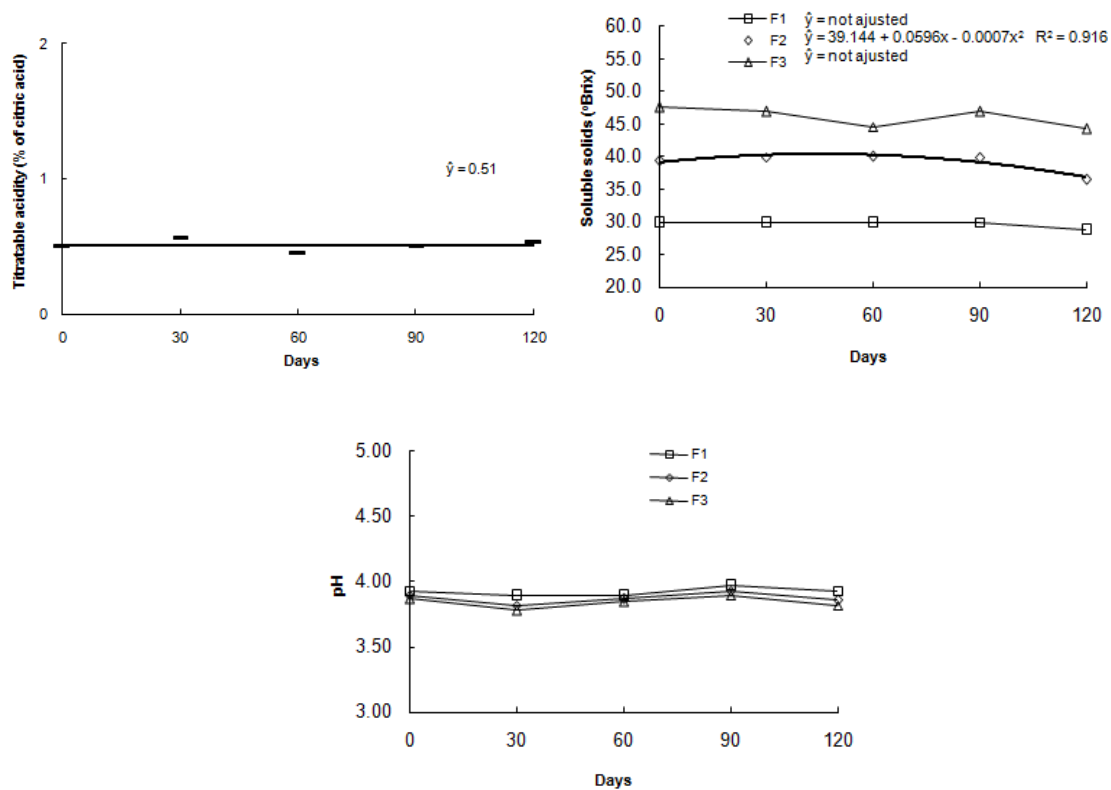 Titratable acidity (% of citric acid)
2
1
0
ŷ = 0.51
0 30 60 90 120
Days
Soluble solids (ºBrix)
60.0
55.0
50.0
45.0
40.0
35.0
30.0
25.0
20.0
F1 ŷ = not ajusted
F2 ŷ = 39.144 + 0.0596x - 0.0007x² R² = 0.916
F3 ŷ = not ajusted
0 30 60 90 120
Days
pH
5.00
4.50
4.00
3.50
3.00
F1
F2
F3
0 30 60 90 120
Days